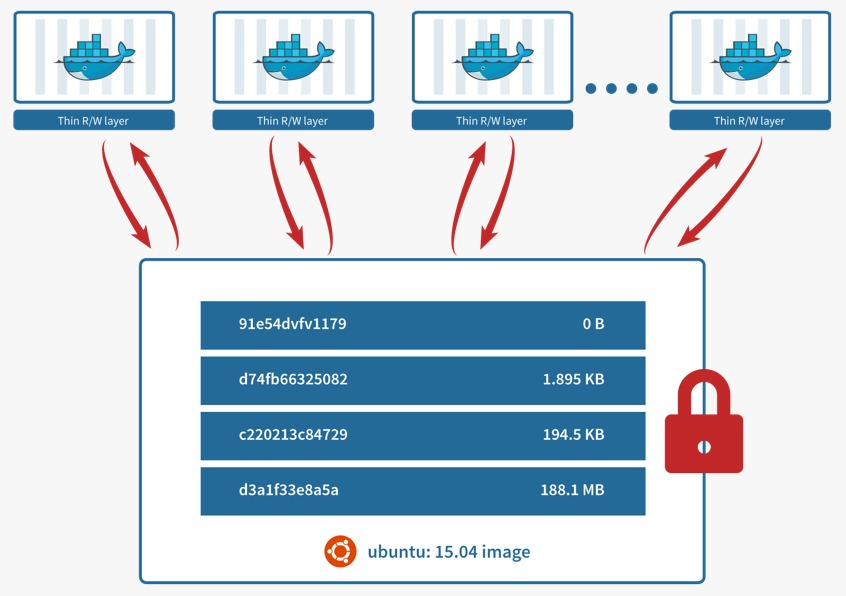 Thin R/W layer
Thin R/W layer
Thin R/W layer
Thin R/W layer
91e54dvfv1179 0 B
d74fb66325082 1.895 KB
c220213c84729 194.5 KB
d3a1f33e8a5a 188.1 MB
ubuntu: 15.04 image